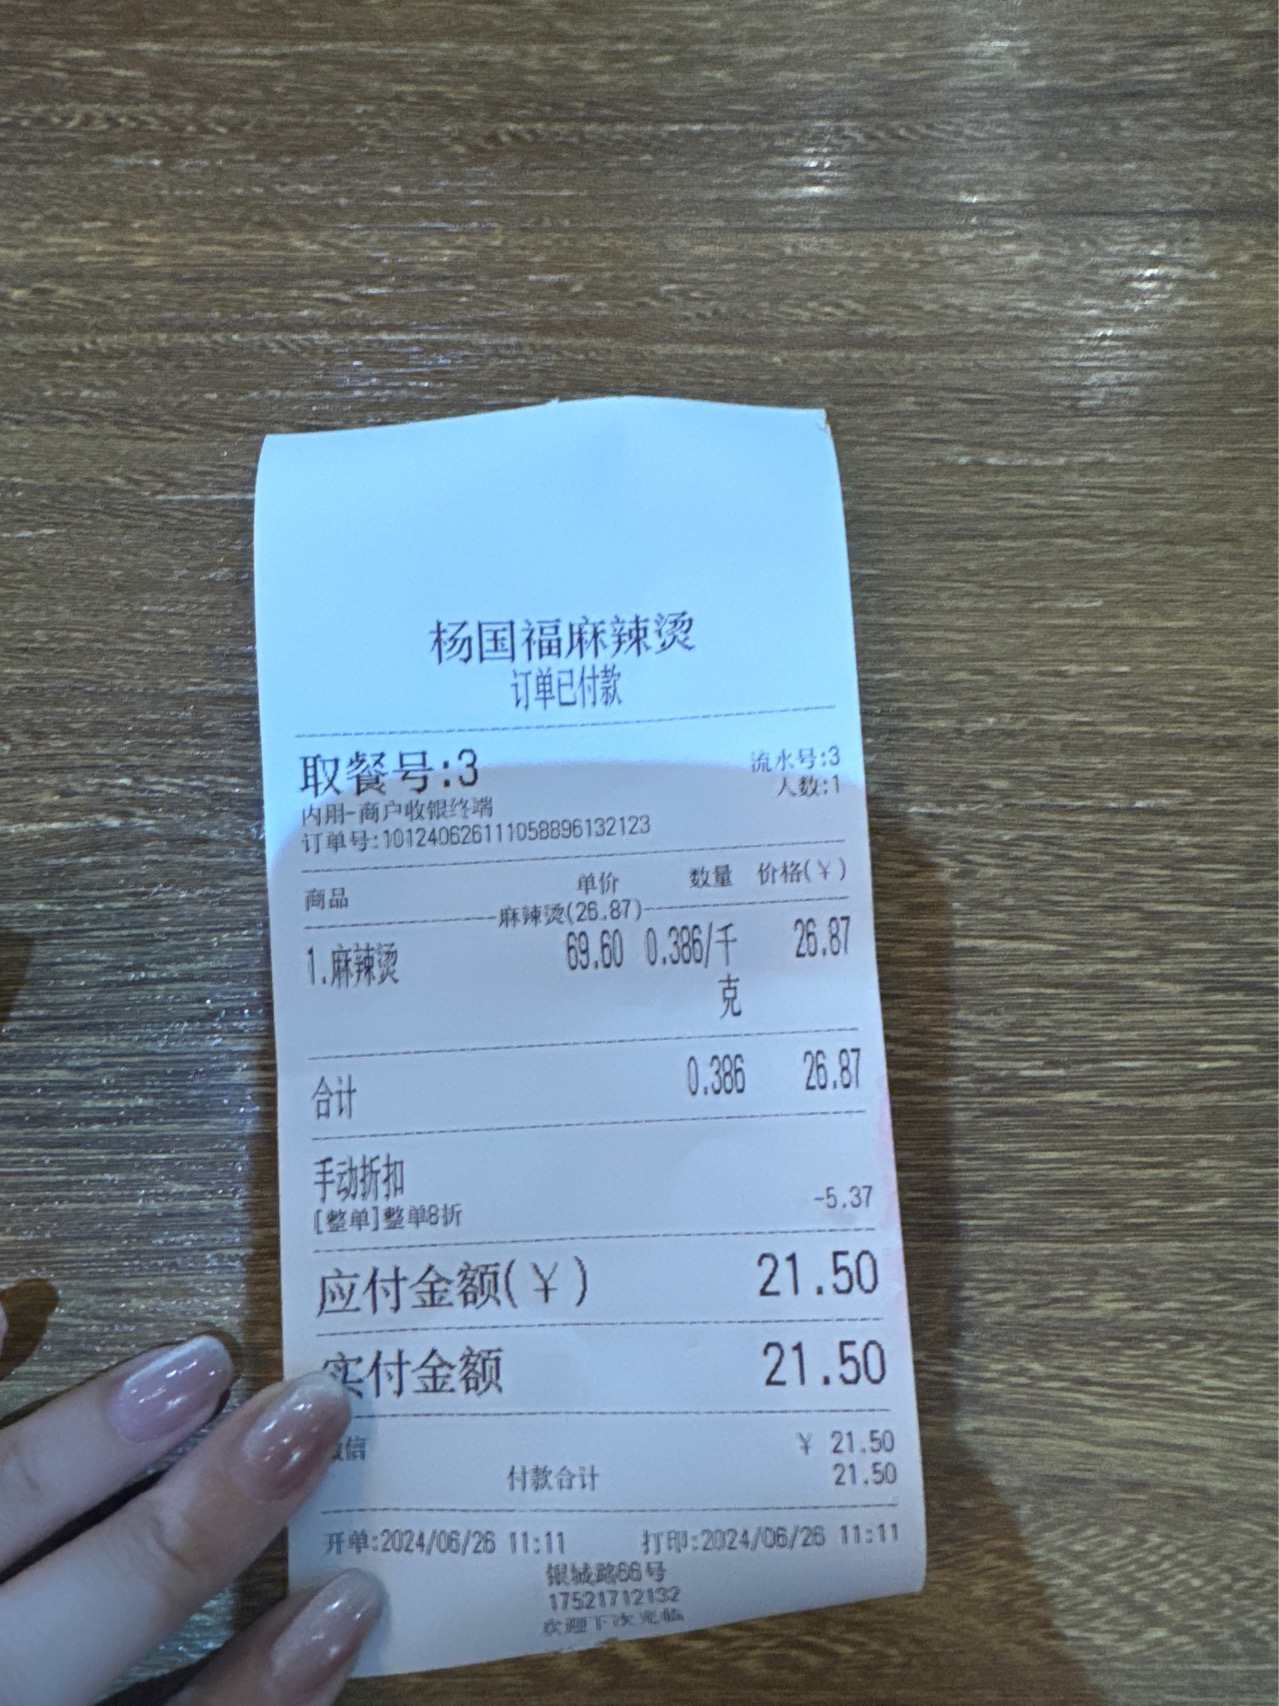 杨国福麻辣烫
订单已付款
取餐号:3 流水号:3
内用-商户收银终端 人数:1
订单号:101240626111058896132123
商品 单价 数量 价格(¥)
麻辣烫(26.87)
1.麻辣烫 69.60 0.386/千克 26.87
合计 0.386 26.87
手动折扣
[整单]整单8折 -5.37
应付金额(¥) 21.50
实付金额 21.50
信 ¥ 21.50
付款合计 21.50
开单:2024/06/26 11:11 打印:2024/06/26 11:11
银城路66号
17521712132
欢迎下次光临